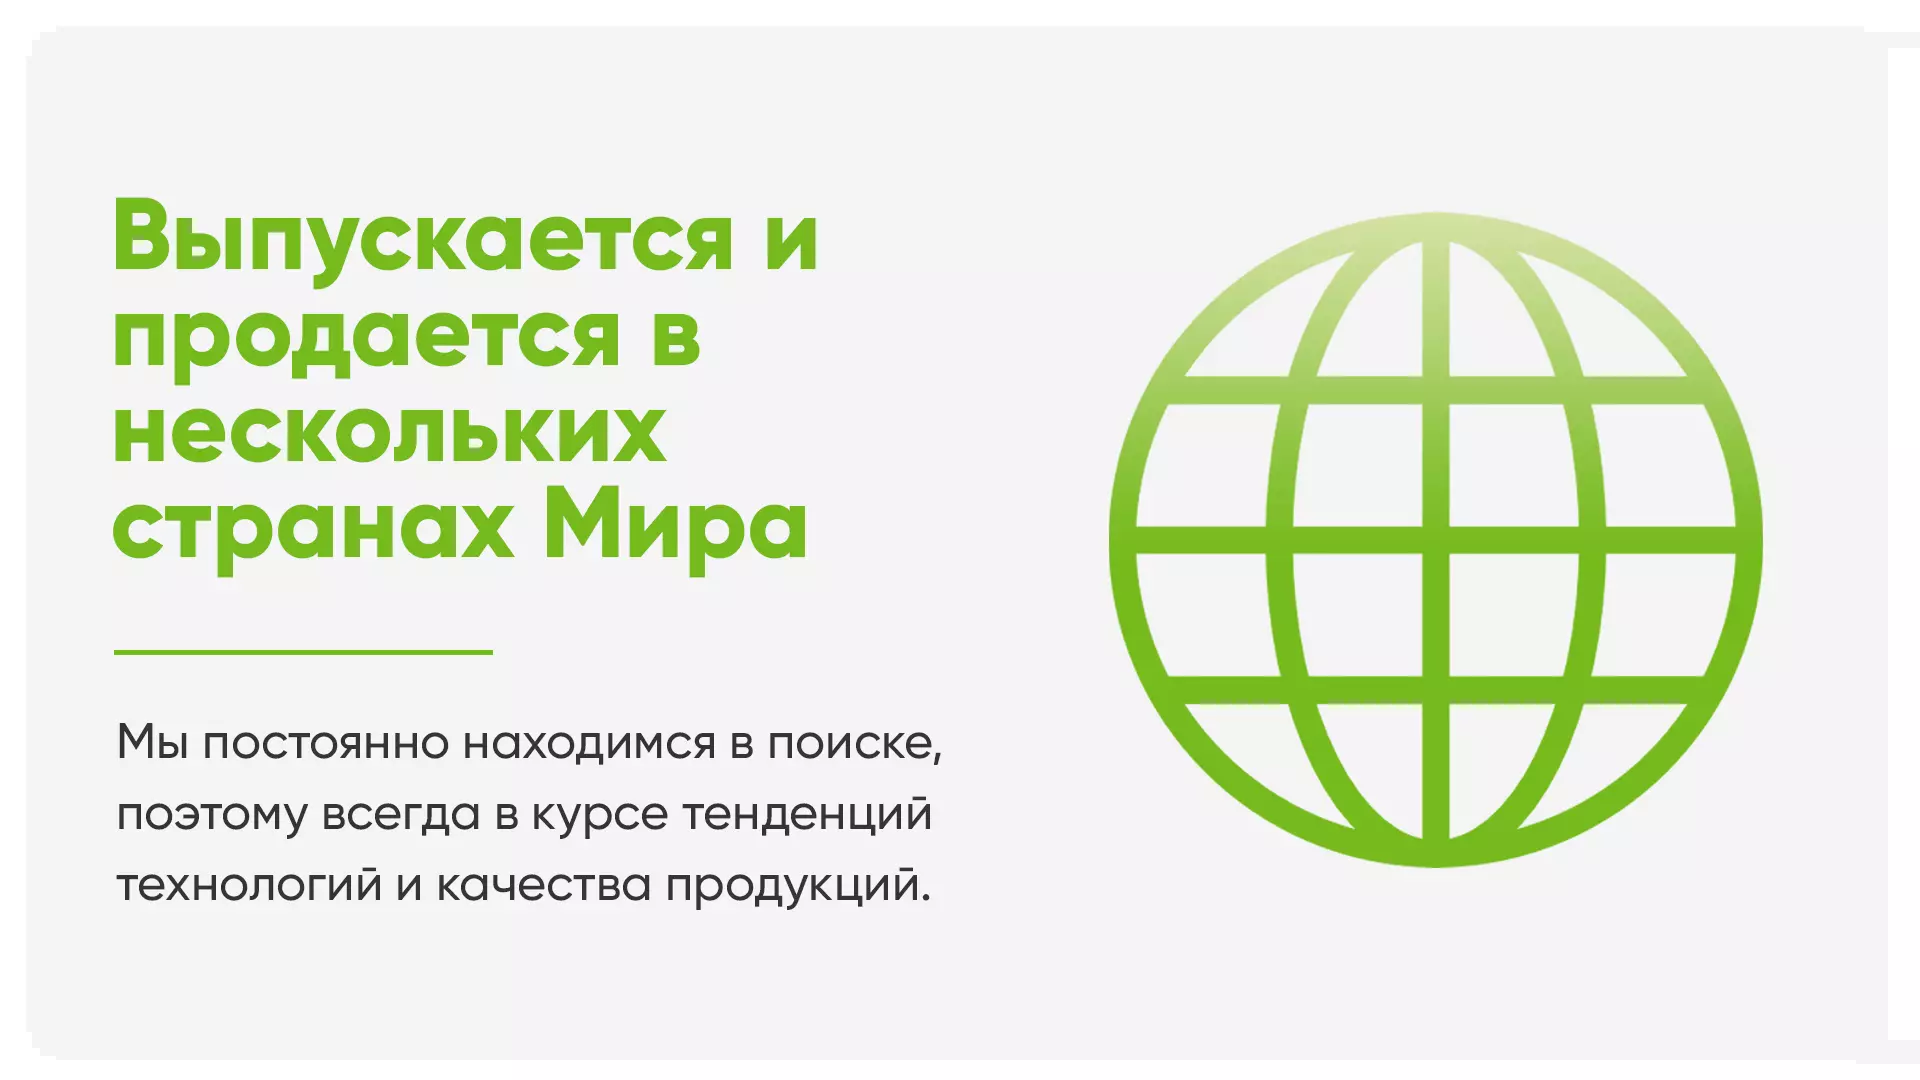 Выпускается и
продается в
нескольких
странах Мира
Мы постоянно находимся в поиске,
поэтому всегда в курсе тенденций
технологий и качества продукций.